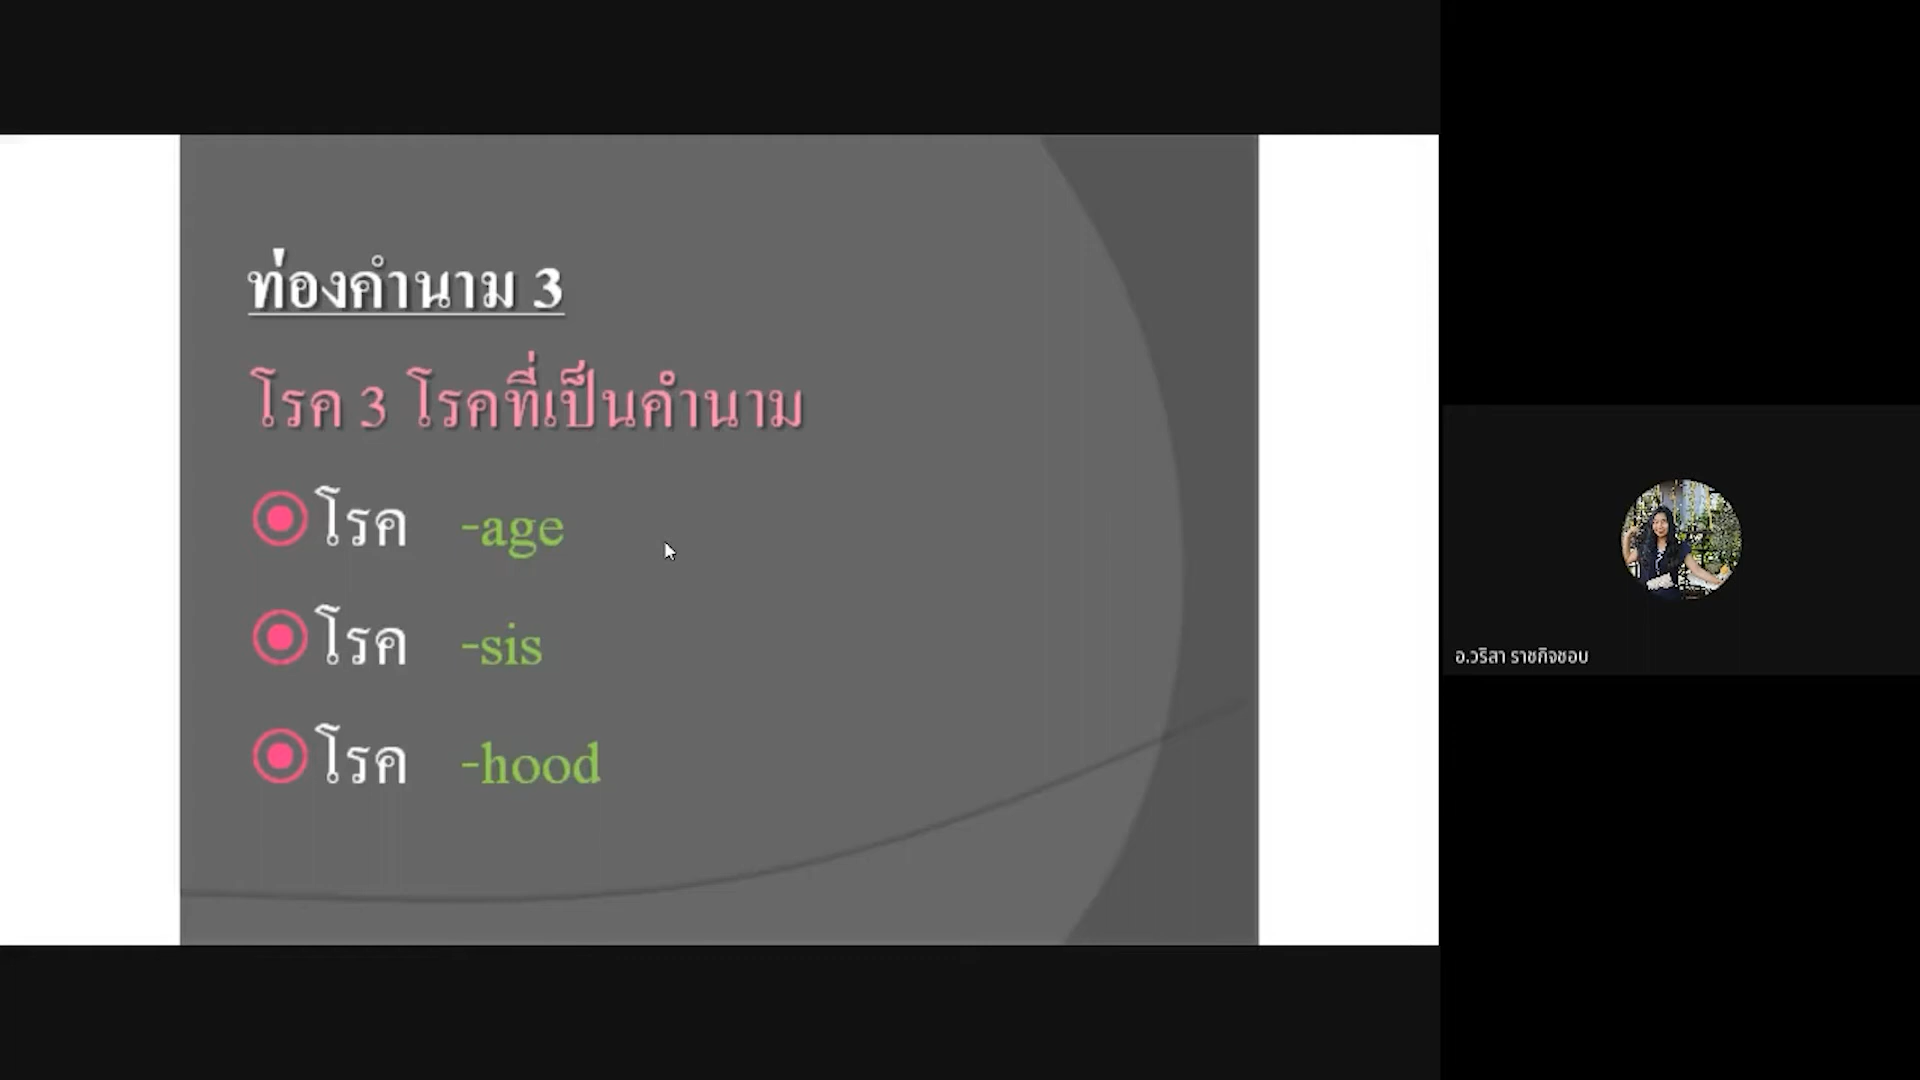 ท่องคำนาม 3
โรค 3 โรคที่เป็นคำนาม
โรค -age
โรค -sis
โรค -hood
อ.วริสา ราชกิจชอบ